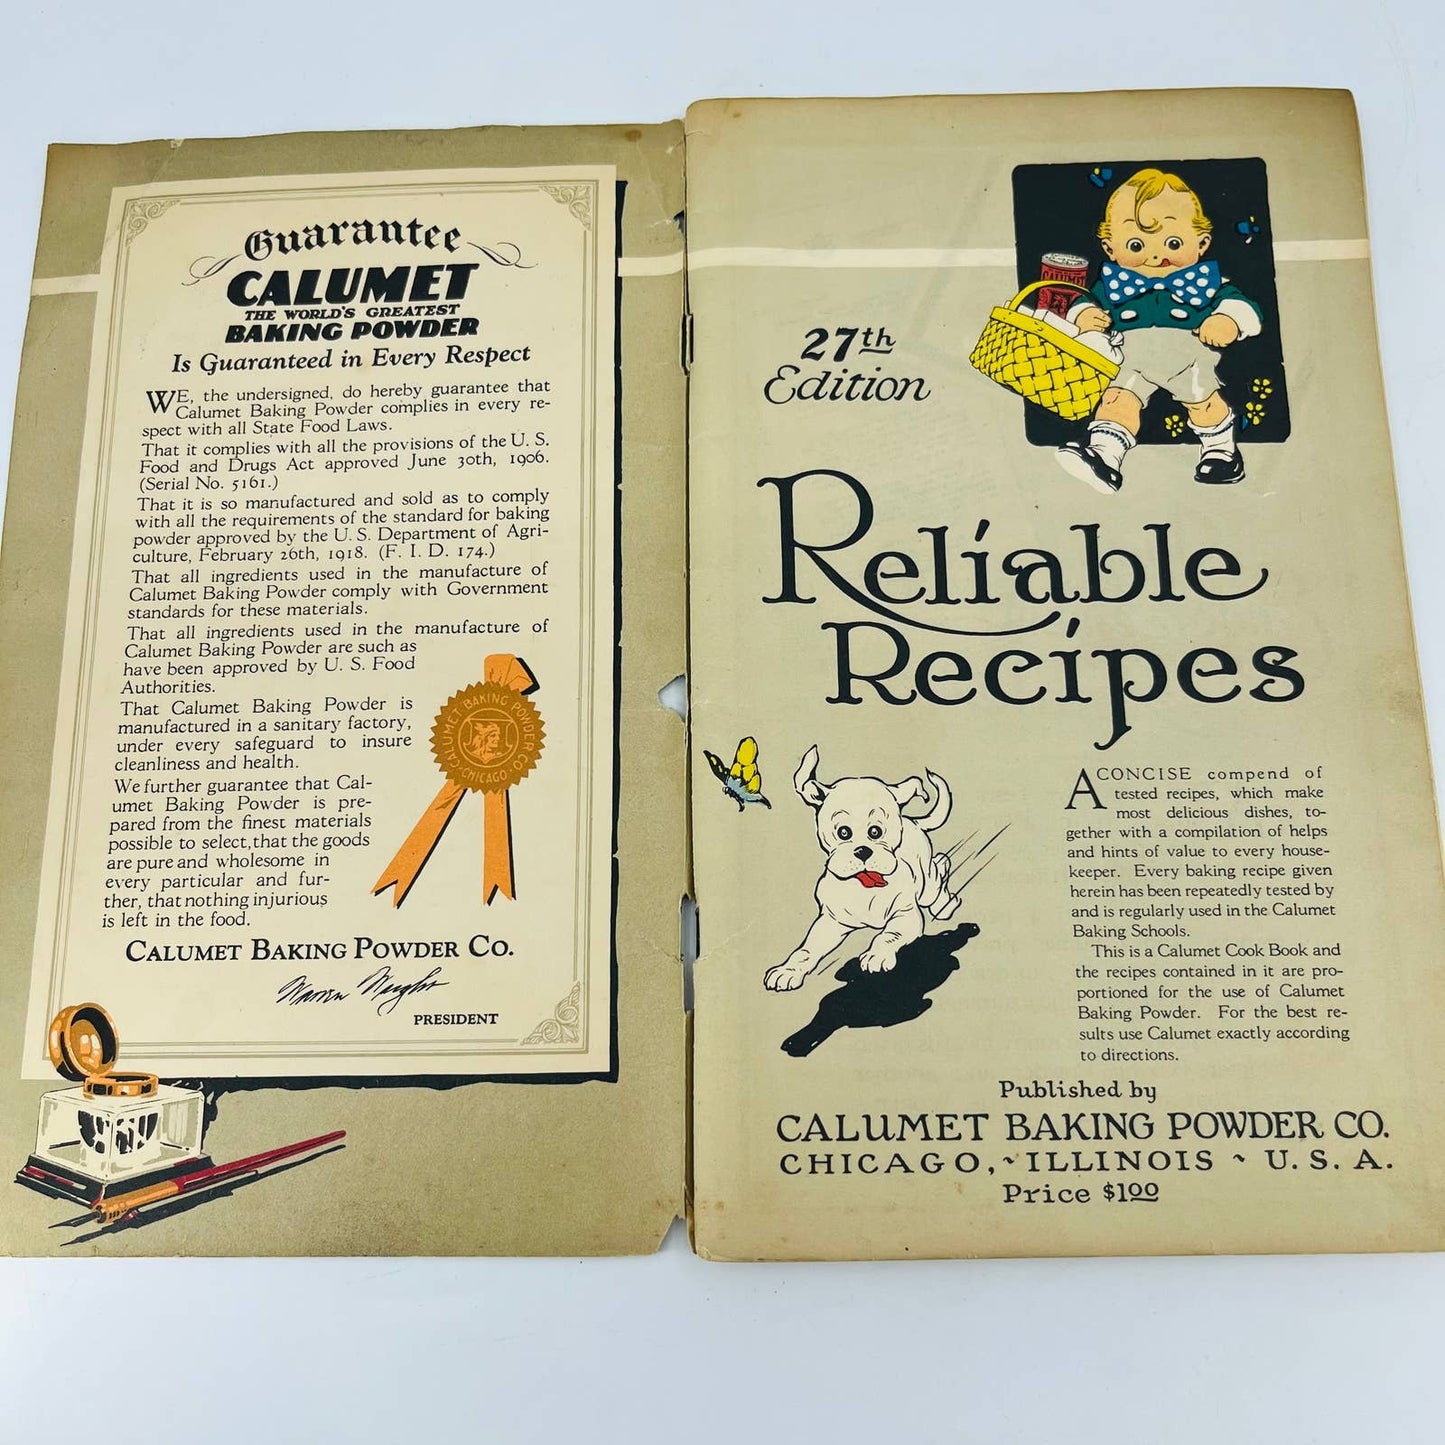 Guarantee
CALUMET
THE WORLD'S GREATEST
BAKING POWDER
Is Guaranteed in Every Respect
WE, the undersigned, do hereby guarantee that
Calumet Baking Powder complies in every re-
spect with all State Food Laws.
That it complies with all the provisions of the U. S.
Food and Drugs Act approved June 30th, 1906.
(Serial No. 5161.)
That it is so manufactured and sold as to comply
with all the requirements of the standard for baking
powder approved by the U. S. Department of Agri-
culture, February 26th, 1918. (F. I. D. 174.)
That all ingredients used in the manufacture of
Calumet Baking Powder comply with Government
standards for these materials.
That all ingredients used in the manufacture of
Calumet Baking Powder are such as
have been approved by U. S. Food
Authorities.
That Calumet Baking Powder is
manufactured in a sanitary factory,
under every safeguard to insure
cleanliness and health.
We further guarantee that Cal-
umet Baking Powder is pre-
pared from the finest materials
possible to select, that the goods
are pure and wholesome in
every particular and fur-
ther, that nothing injurious
is left in the food.
CALUMET BAKING POWDER CO.
CHICAGO
CALUMET BAKING POWDER CO.
Warren Wright
PRESIDENT
CALUMET
27th
Edition
Reliable
Recipes
A CONCISE compend of
tested recipes, which make
most delicious dishes, to-
gether with a compilation of helps
and hints of value to every house-
keeper. Every baking recipe given
herein has been repeatedly tested by
and is regularly used in the Calumet
Baking Schools.
This is a Calumet Cook Book and
the recipes contained in it are pro-
portioned for the use of Calumet
Baking Powder. For the best re-
sults use Calumet exactly according
to directions.
Published by
CALUMET BAKING POWDER CO.
CHICAGO, ~ ILLINOIS ~ U. S. A.
Price $1.00